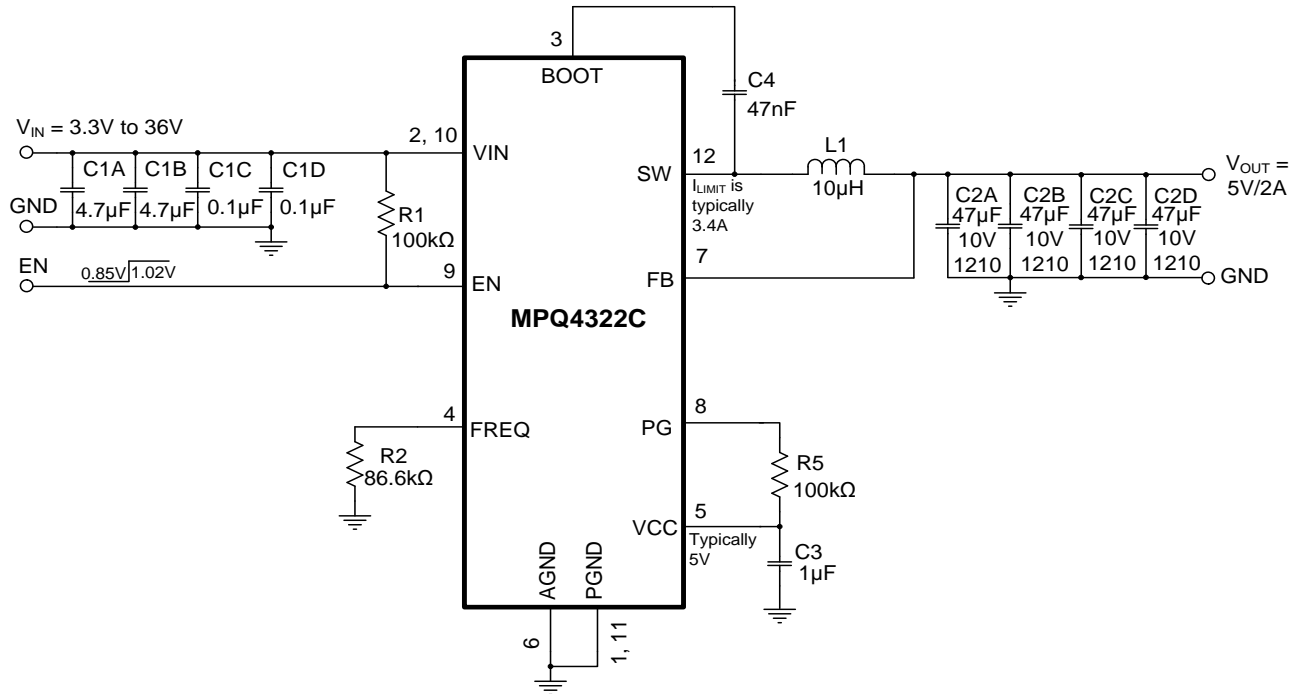 3
BOOT
C4
47nF
V_IN = 3.3V to 36V
2, 10
VIN
C1A
C1B
C1C
C1D
4.7µF
4.7µF
0.1µF
0.1µF
GND
R1
100kΩ
SW
12
I_LIMIT is
typically
3.4A
L1
10µH
V_OUT =
5V/2A
C2A
47µF
10V
1210
C2B
47µF
10V
1210
C2C
47µF
10V
1210
C2D
47µF
10V
1210
GND
EN
0.85V
1.02V
9
EN
7
FB
MPQ4322C
4
FREQ
R2
86.6kΩ
8
PG
R5
100kΩ
5
VCC
Typically
5V
C3
1µF
AGND
PGND
6
1, 11